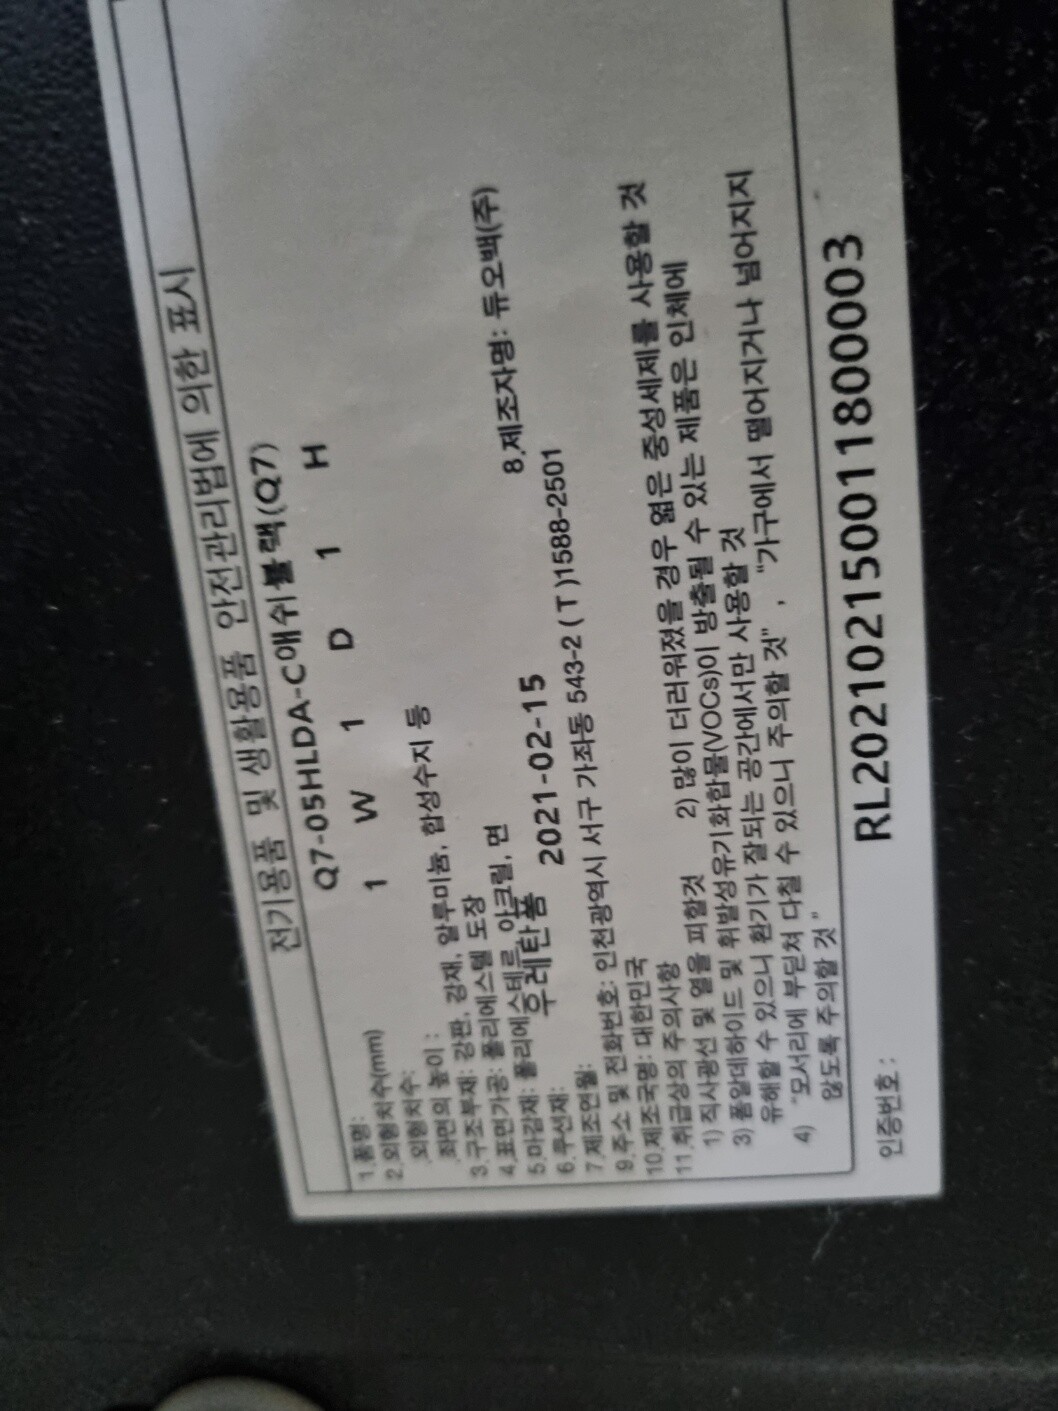 전기용품 및 생활용품 안전관리법에 의한 표시
1.품명: Q7-05HLDA-C애쉬블랙(Q7)
2.외형치수(mm) 1 W 1 D 1 H
.외형치수:
.좌면의 높이 :
3.구조부재: 강판, 강재, 알루미늄, 합성수지 등
4.표면가공: 폴리에스텔 도장
5.마감재: 폴리에스테르, 아크릴, 면
6.쿠션재: 우레탄폼 8.제조자명: 듀오백(주)
7.제조연월: 2021-02-15
9.주소 및 전화번호: 인천광역시 서구 가좌동 543-2 ( T )1588-2501
10.제조국명: 대한민국
11.취급상의 주의사항
1) 직사광선 및 열을 피할것 2) 많이 더러워졌을 경우 엷은 중성세제를 사용할 것
3) 폼알데하이드 및 휘발성유기화합물(VOCs)이 방출될 수 있는 제품은 인체에
유해할 수 있으니 환기가 잘되는 공간에서만 사용할 것
4) "모서리에 부딛쳐 다칠 수 있으니 주의할 것" , "가구에서 떨어지거나 넘어지지
않도록 주의할 것 "
인증번호 : RL20210215001180003